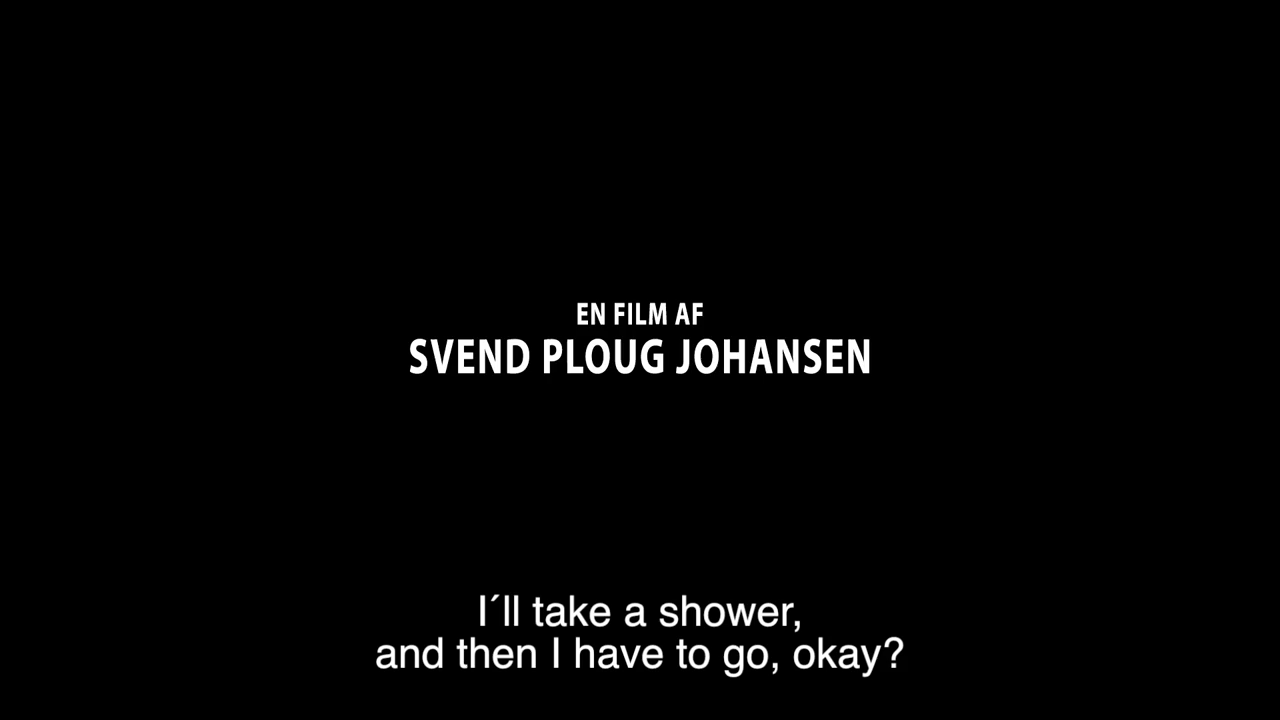 EN FILM AF
SVEND PLOUG JOHANSEN
I´ll take a shower,
and then I have to go, okay?